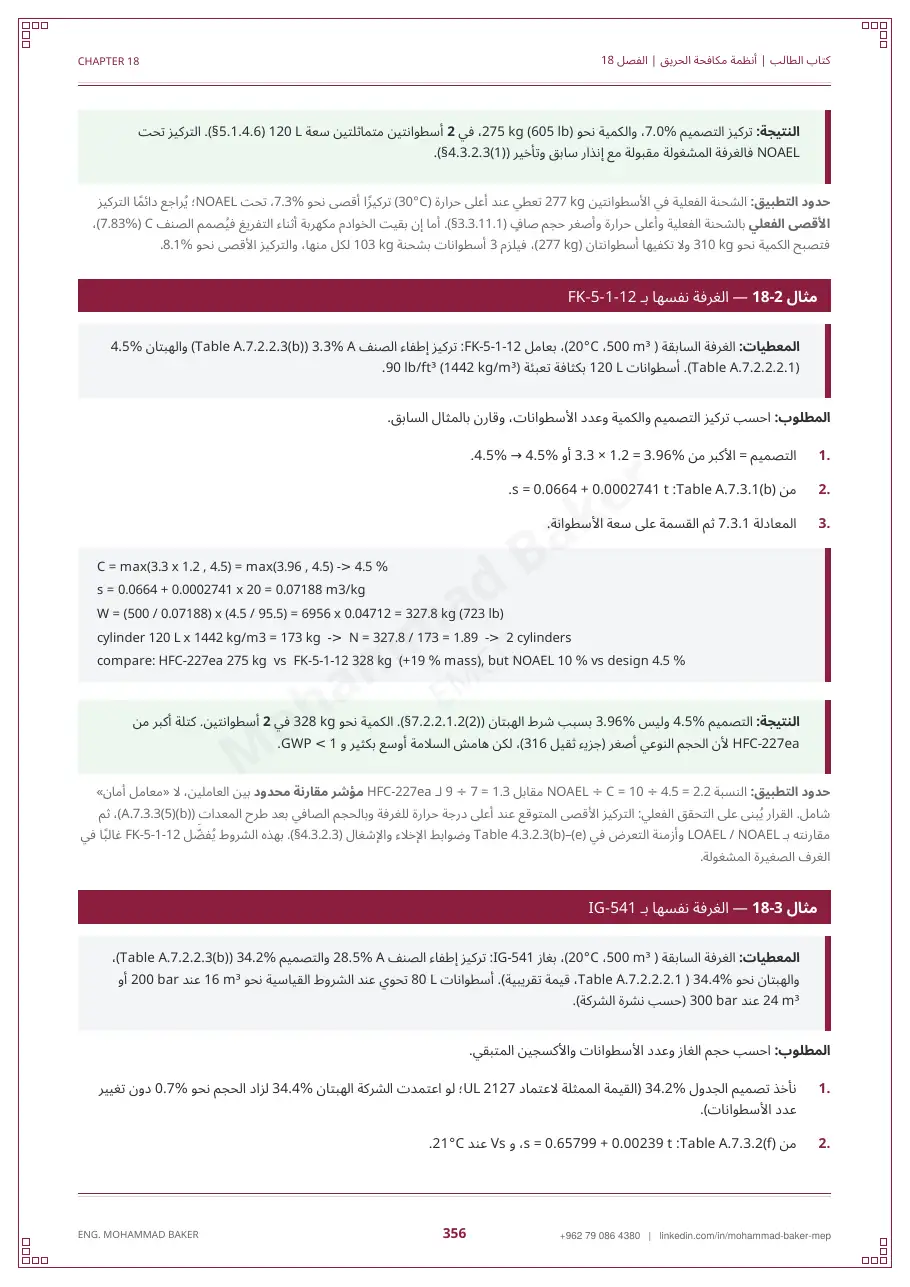 CHAPTER 18
كتاب الطالب | أنظمة مكافحة الحريق | الفصل 18
النتيجة: تركيز التصميم 7.0%، والكمية نحو 275 kg (605 lb)، في 2 أسطوانتين متماثلتين سعة 120 L (§5.1.4.6). التركيز تحت
NOAEL فالغرفة المشغولة مقبولة مع إنذار سابق وتأخير (§4.3.2.3(1)).
حدود التطبيق: الشحنة الفعلية في الأسطوانتين 277 kg تعطي عند أعلى حرارة (30°C) تركيزًا أقصى نحو 7.3%، تحت NOAEL؛ يُراجع دائمًا التركيز
الأقصى الفعلي بالشحنة الفعلية وأعلى حرارة وأصغر حجم صافٍ (§3.3.11.1). أما إن بقيت الخوادم مكهربة أثناء التفريغ فيُصمم الصنف C (7.83%)،
فتصبح الكمية نحو 310 kg ولا تكفيها أسطوانتان (277 kg)، فيلزم 3 أسطوانات بشحنة 103 kg لكل منها، والتركيز الأقصى نحو 8.1%.
مثال 18-2 — الغرفة نفسها بـ FK-5-1-12
المعطيات: الغرفة السابقة ( 500 m³، 20°C)، بعامل FK-5-1-12: تركيز إطفاء الصنف A 3.3% (Table A.7.2.2.3(b)) والهبتان 4.5%
(Table A.7.2.2.2.1). أسطوانات 120 L بكثافة تعبئة 90 lb/ft³ (1442 kg/m³).
المطلوب: احسب تركيز التصميم والكمية وعدد الأسطوانات، وقارن بالمثال السابق.
1. التصميم = الأكبر من 3.3 × 1.2 = 3.96% أو 4.5% → 4.5%.
2. من Table A.7.3.1(b): s = 0.0664 + 0.0002741 t.
3. المعادلة 7.3.1 ثم القسمة على سعة الأسطوانة.
C = max(3.3 x 1.2 , 4.5) = max(3.96 , 4.5) -> 4.5 %
s = 0.0664 + 0.0002741 x 20 = 0.07188 m3/kg
W = (500 / 0.07188) x (4.5 / 95.5) = 6956 x 0.04712 = 327.8 kg (723 lb)
cylinder 120 L x 1442 kg/m3 = 173 kg -> N = 327.8 / 173 = 1.89 -> 2 cylinders
compare: HFC-227ea 275 kg vs FK-5-1-12 328 kg (+19 % mass), but NOAEL 10 % vs design 4.5 %
النتيجة: التصميم 4.5% وليس 3.96% بسبب شرط الهبتان (§7.2.2.1.2(2)). الكمية نحو 328 kg في 2 أسطوانتين. كتلة أكبر من
HFC-227ea لأن الحجم النوعي أصغر (جزيء ثقيل 316)، لكن هامش السلامة أوسع بكثير و GWP < 1.
حدود التطبيق: النسبة NOAEL ÷ C = 10 ÷ 4.5 = 2.2 مقابل 9 ÷ 7 = 1.3 لـ HFC-227ea مؤشر مقارنة محدود بين العاملين، لا «معامل أمان»
شامل. القرار يُبنى على التحقق الفعلي: التركيز الأقصى المتوقع عند أعلى درجة حرارة للغرفة وبالحجم الصافي بعد طرح المعدات (A.7.3.3(5)(b))، ثم
مقارنته بـ LOAEL / NOAEL وأزمنة التعرض في Table 4.3.2.3(b)–(e) وضوابط الإخلاء والإشغال (§4.3.2.3). بهذه الشروط يُفضّل FK-5-1-12 غالبًا في
الغرف الصغيرة المشغولة.
مثال 18-3 — الغرفة نفسها بـ IG-541
المعطيات: الغرفة السابقة ( 500 m³، 20°C)، بغاز IG-541: تركيز إطفاء الصنف A 28.5% والتصميم 34.2% (Table A.7.2.2.3(b))،
والهبتان نحو 34.4% ( Table A.7.2.2.2.1، قيمة تقريبية). أسطوانات 80 L تحوي عند الشروط القياسية نحو 16 m³ عند 200 bar أو
24 m³ عند 300 bar (حسب نشرة الشركة).
المطلوب: احسب حجم الغاز وعدد الأسطوانات والأكسجين المتبقي.
1. نأخذ تصميم الجدول 34.2% (القيمة الممثلة لاعتماد UL 2127؛ لو اعتمدت الشركة الهبتان 34.4% لزاد الحجم نحو 0.7% دون تغيير
عدد الأسطوانات).
2. من Table A.7.3.2(f): s = 0.65799 + 0.00239 t، و Vs عند 21°C.
Mohammad Baker
ENG. MOHAMMAD BAKER
356
+962 79 086 4380 | linkedin.com/in/mohammad-baker-mep